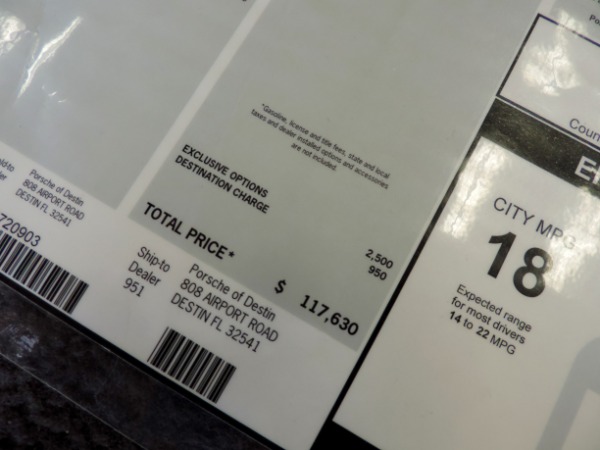 *Gasoline, license and title fees, state and local
taxes and dealer installed options and accessories
are not included.
EXCLUSIVE OPTIONS 2,500
DESTINATION CHARGE 950
TOTAL PRICE* $ 117,630
Porsche of Destin
808 AIRPORT ROAD
DESTIN FL 32541
720903
Ship-to
Dealer
951
Porsche of Destin
808 AIRPORT ROAD
DESTIN FL 32541
CITY MPG
18
Expected range
for most drivers
14 to 22 MPG